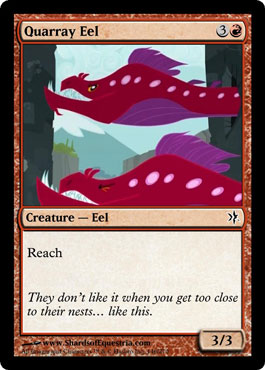 Quarray Eel 3
Creature — Eel
Reach
They don't like it when you get too close
to their nests… like this.
www.ShardsofEquestria.com
3/3